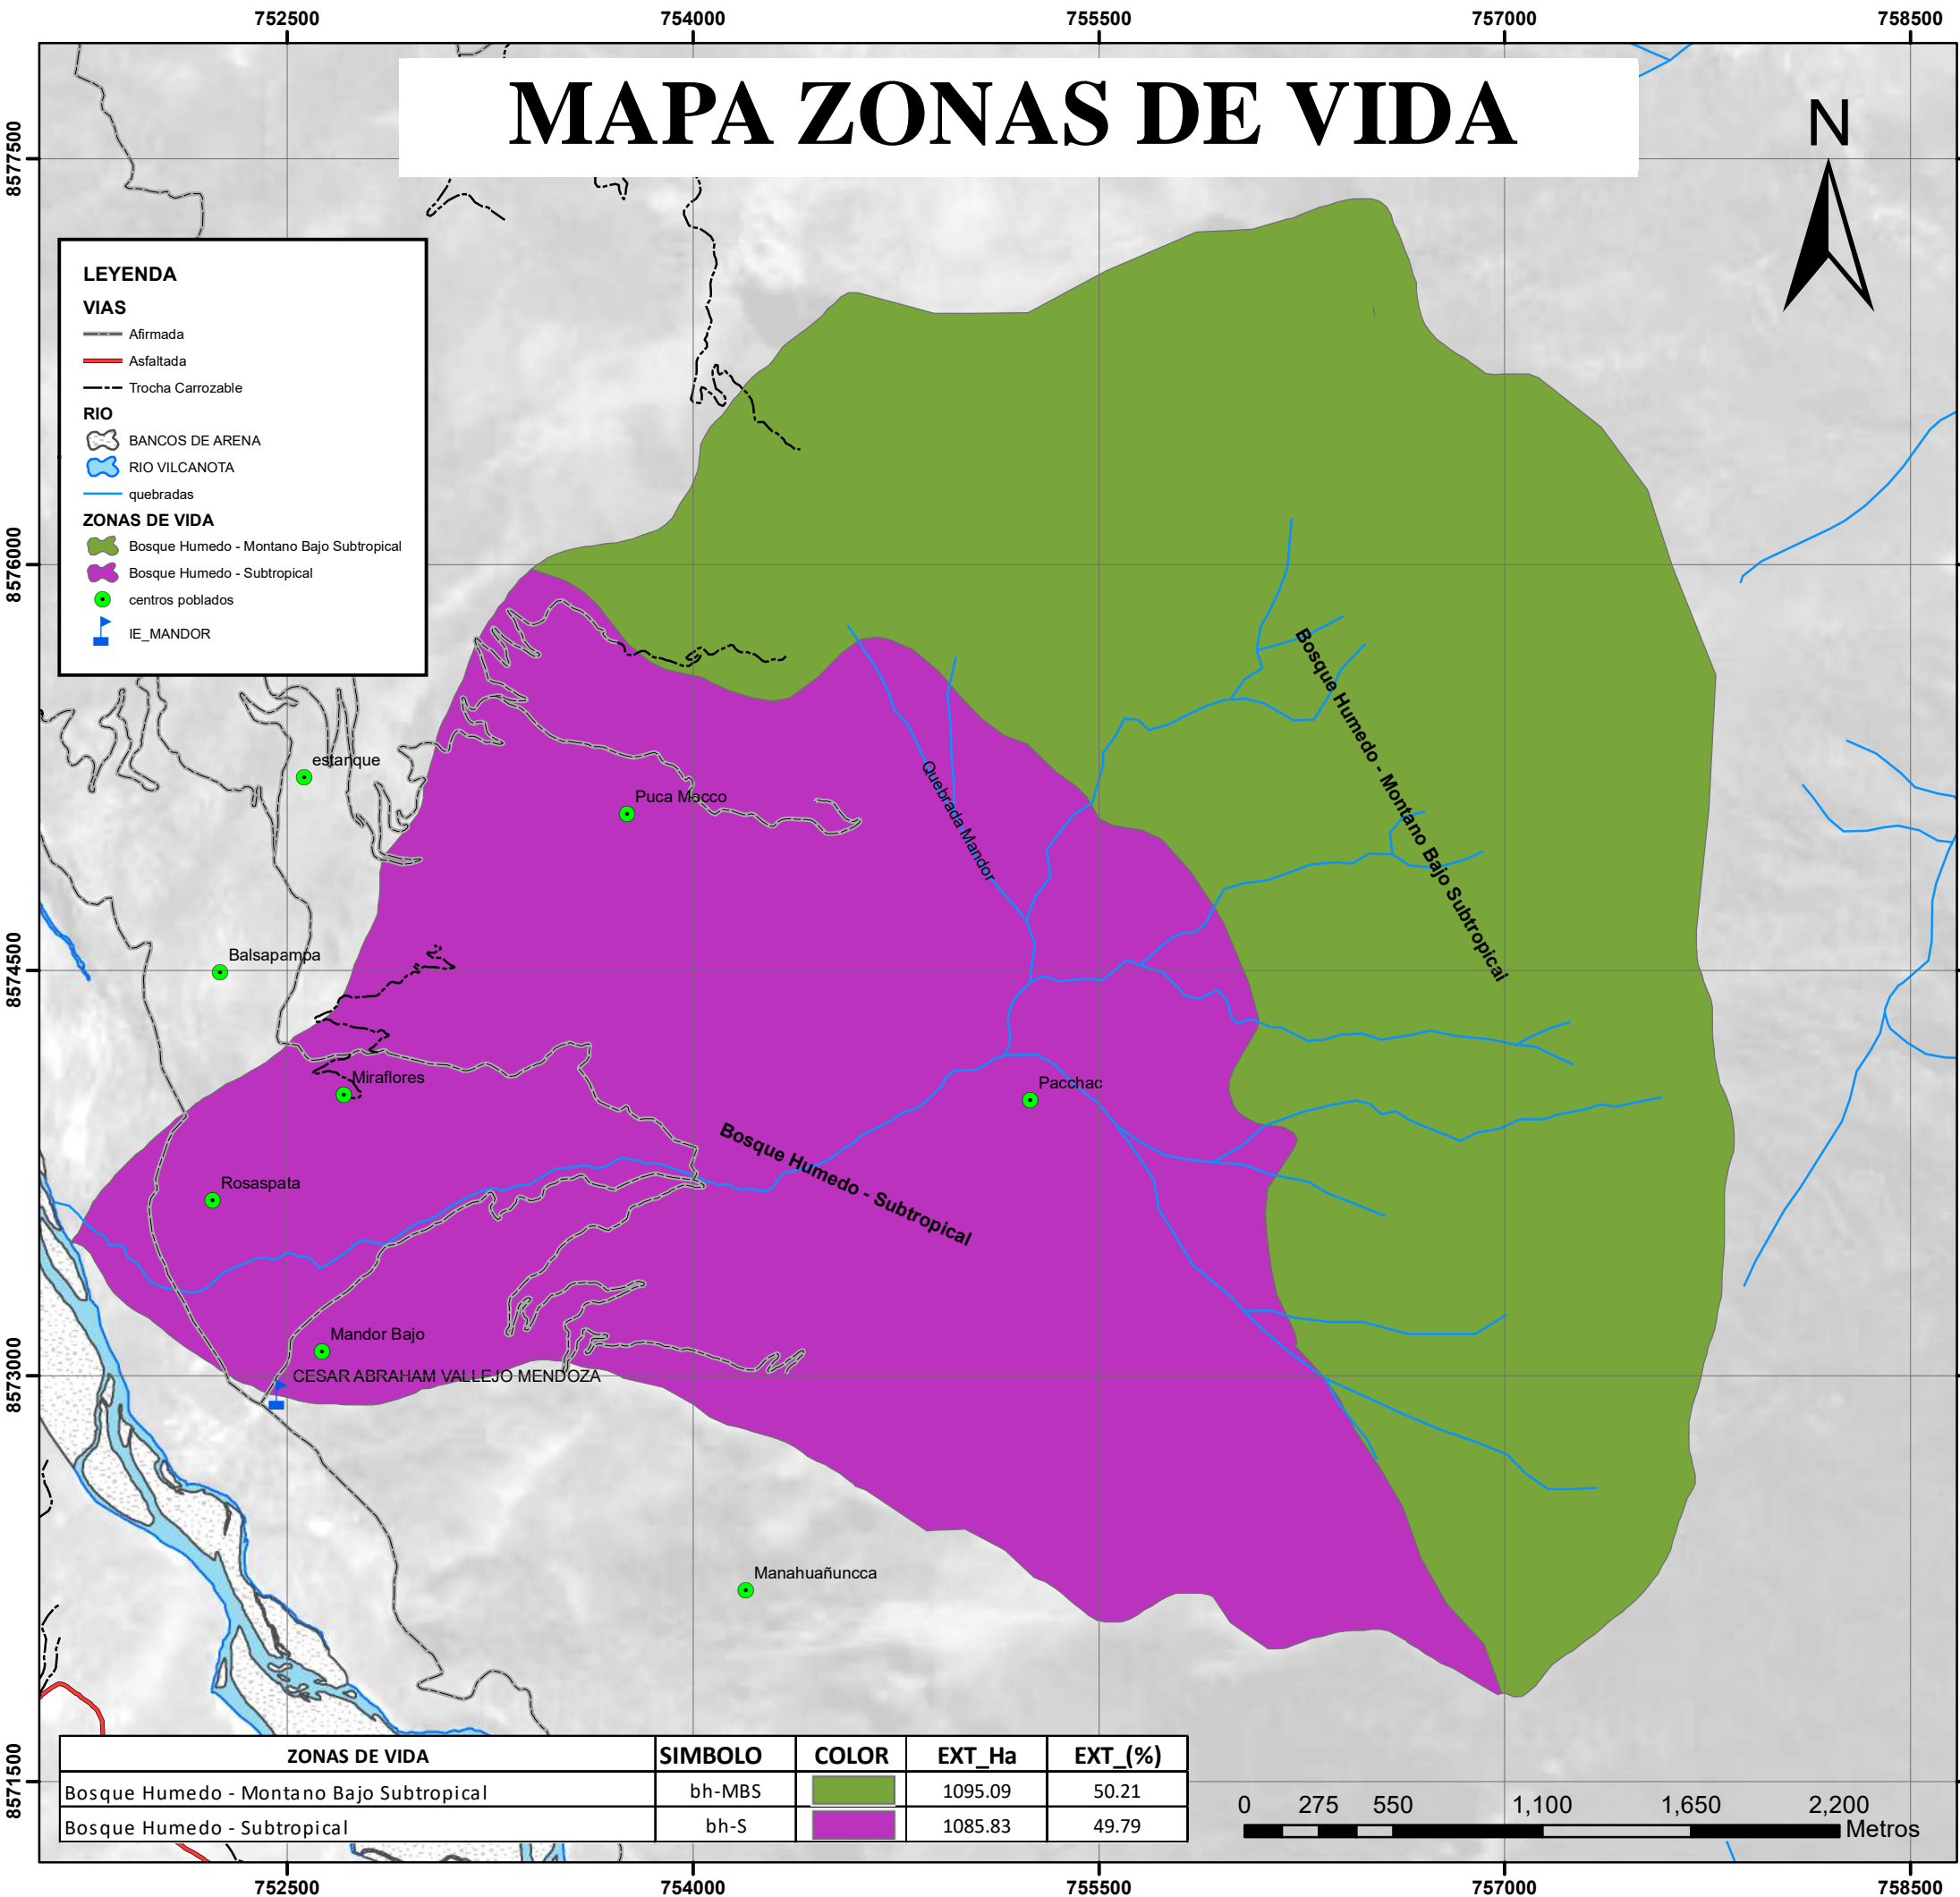 752500 754000 755500 757000 758500
MAPA ZONAS DE VIDA
N
8577500
8576000
8574500
8573000
8571500
LEYENDA
VIAS
Afirmada
Asfaltada
Trocha Carrozable
RIO
BANCOS DE ARENA
RIO VILCANOTA
quebradas
ZONAS DE VIDA
Bosque Humedo - Montano Bajo Subtropical
Bosque Humedo - Subtropical
centros poblados
IE_MANDOR
estanque
Puca Mocco
Quebrada Mandor
Bosque Humedo - Montano Bajo Subtropical
Balsapampa
Miraflores
Pacchac
Bosque Humedo - Subtropical
Rosaspata
Mandor Bajo
CESAR ABRAHAM VALLEJO MENDOZA
Manahuañuncca
ZONAS DE VIDA SIMBOLO COLOR EXT_Ha EXT_(%)
Bosque Humedo - Montano Bajo Subtropical bh-MBS 1095.09 50.21
Bosque Humedo - Subtropical bh-S 1085.83 49.79
0 275 550 1,100 1,650 2,200
Metros
752500 754000 755500 757000 758500